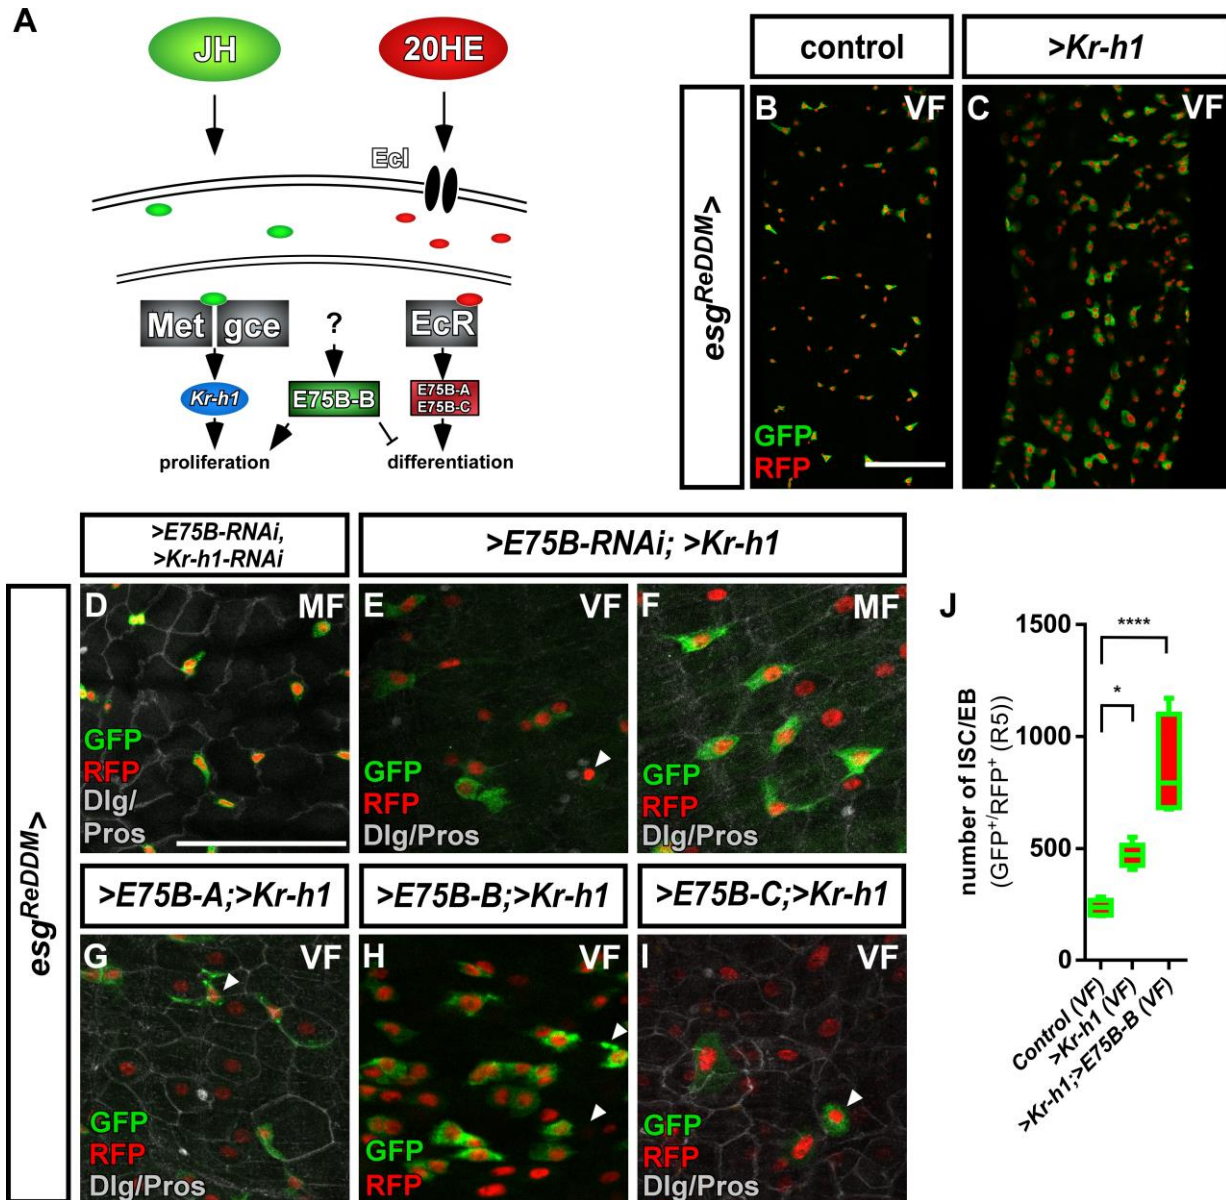 A
JH
20HE
EcI
Met
gce
?
EcR
Kr-h1
E75B-B
E75B-A
E75B-C
proliferation
differentiation
control
>Kr-h1
esgReDDM>
B
VF
GFP
RFP
C
VF
>E75B-RNAi,
>Kr-h1-RNAi
>E75B-RNAi; >Kr-h1
esgReDDM>
D
MF
GFP
RFP
Dlg/
Pros
E
VF
GFP
RFP
Dlg/Pros
F
MF
GFP
RFP
Dlg/Pros
>E75B-A;>Kr-h1
>E75B-B;>Kr-h1
>E75B-C;>Kr-h1
G
VF
GFP
RFP
Dlg/Pros
H
VF
GFP
RFP
I
VF
GFP
RFP
Dlg/Pros
J
number of ISC/EB
(GFP+/RFP+ (R5))
1500
1000
500
0
****
*
Control (VF)
>Kr-h1 (VF)
>Kr-h1;>E75B-B (VF)